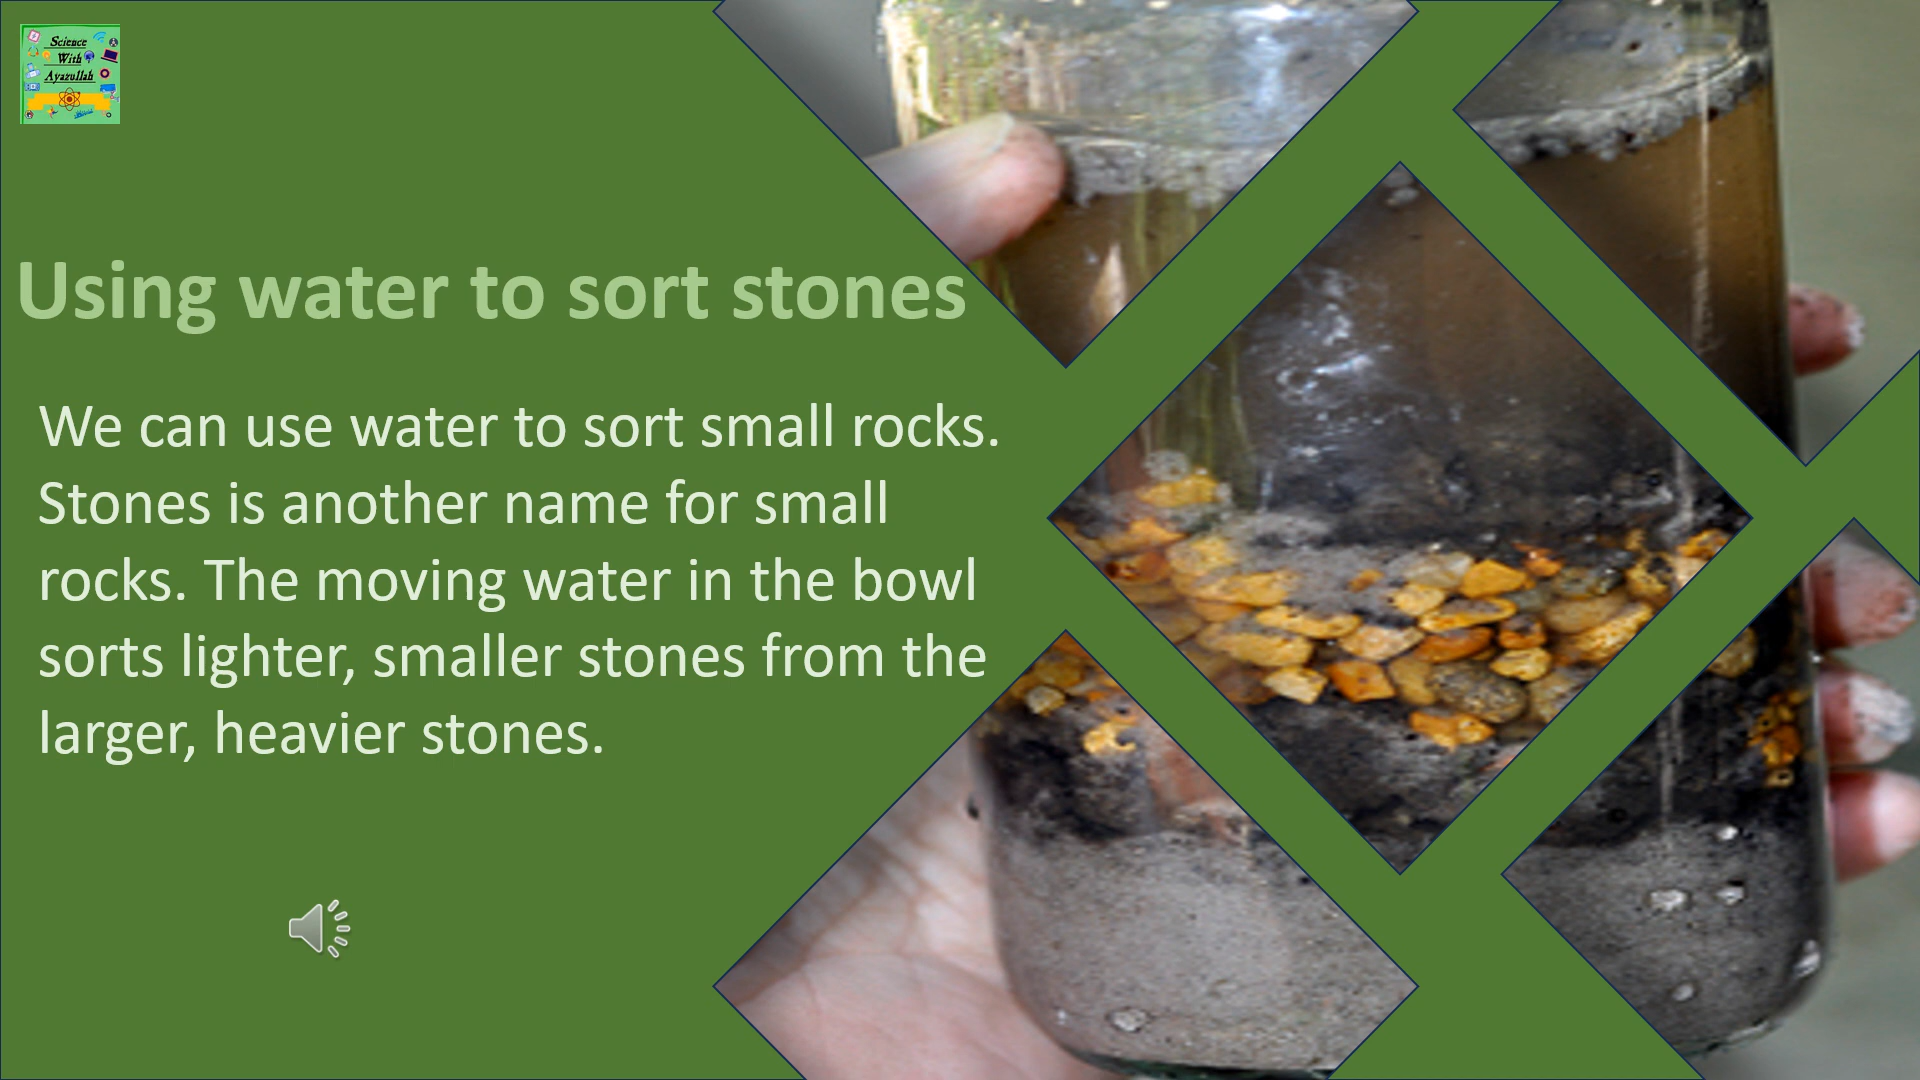 Science
With
Ayazullah
Using water to sort stones
We can use water to sort small rocks.
Stones is another name for small
rocks. The moving water in the bowl
sorts lighter, smaller stones from the
larger, heavier stones.